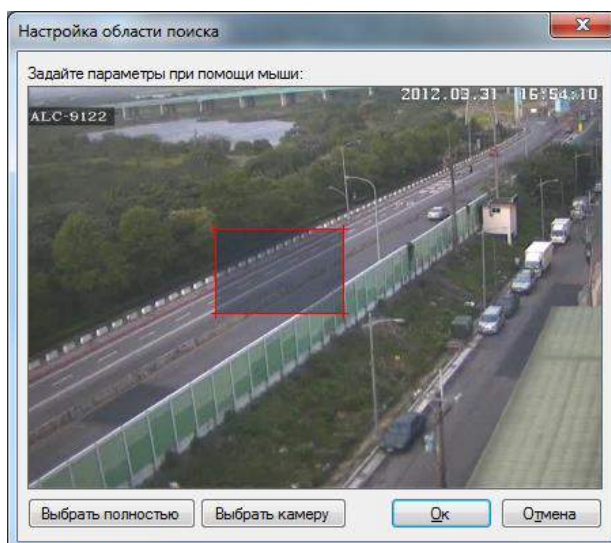 Настройка области поиска
Задайте параметры при помощи мыши:
2012.03.31 16:54:10
ALC-9122
Выбрать полностью
Выбрать камеру
Ок
Отмена